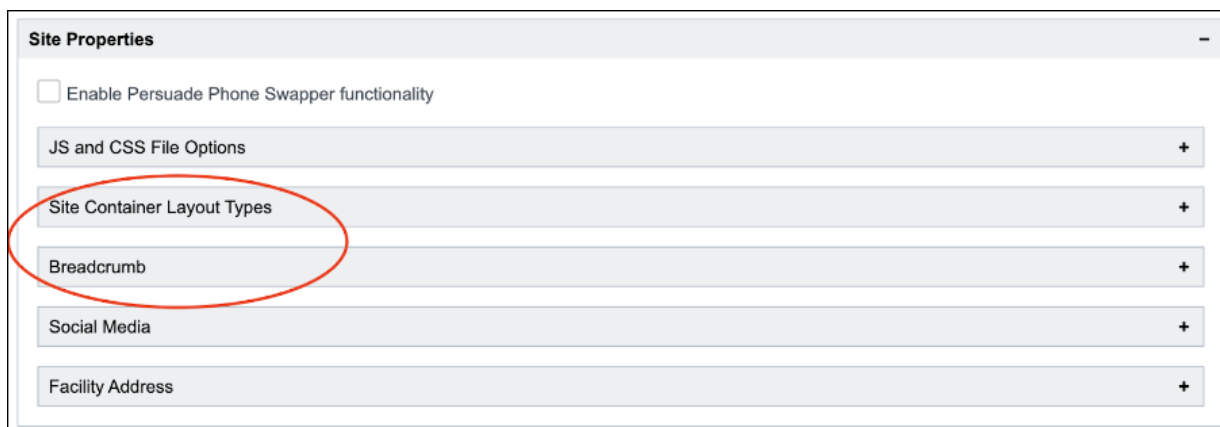 Site Properties
Enable Persuade Phone Swapper functionality
JS and CSS File Options
Site Container Layout Types
Breadcrumb
Social Media
Facility Address